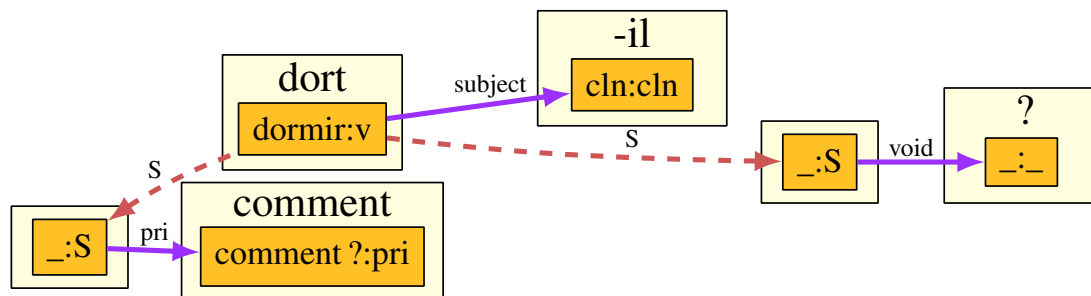 -il
cln:cln
subject
dort
dormir:v
S
?
_:_
void
_:S
S
comment
comment ?:pri
pri
_:S